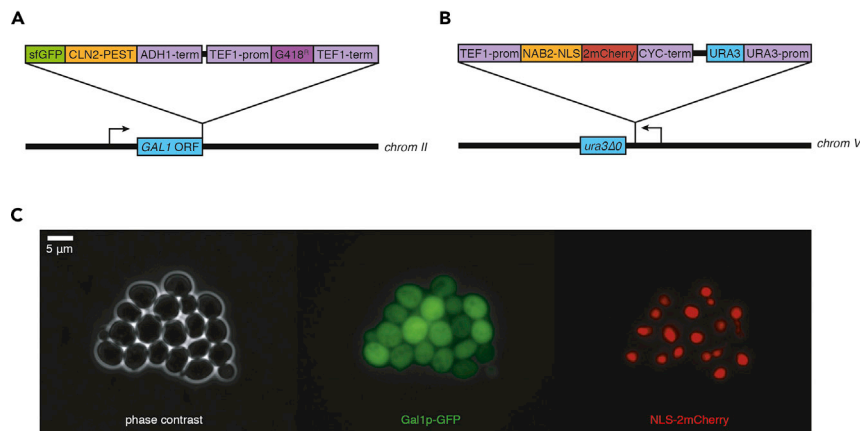 A
sfGFP CLN2-PEST ADH1-term TEF1-prom G418R TEF1-term
GAL1 ORF
chrom II
B
TEF1-prom NAB2-NLS 2mCherry CYC-term URA3 URA3-prom
ura3Δ0
chrom V
C
5 µm
phase contrast
Gal1p-GFP
NLS-2mCherry